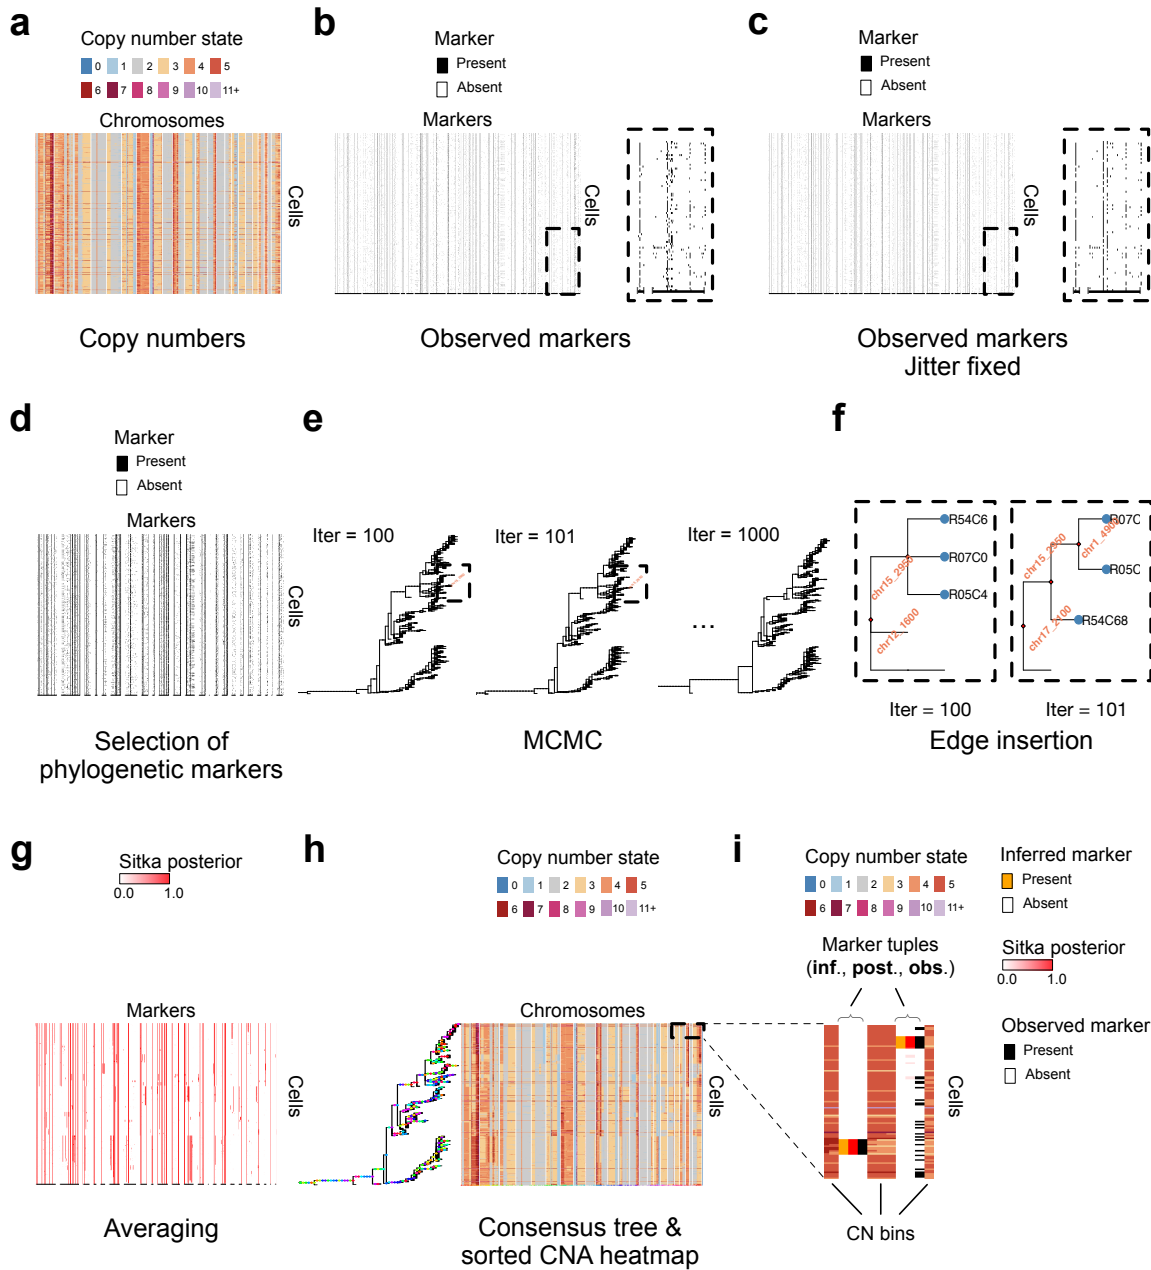 a
Copy number state
0 1 2 3 4 5
6 7 8 9 10 11+
Chromosomes
Cells
Copy numbers
b
Marker
Present
Absent
Markers
Cells
Observed markers
c
Marker
Present
Absent
Markers
Cells
Observed markers
Jitter fixed
d
Marker
Present
Absent
Markers
Cells
Selection of
phylogenetic markers
e
Iter = 100
Iter = 101
Iter = 1000
...
MCMC
f
R54C6
R07C0
R05C4
chr15_2950
chr12_1600
Iter = 100
R07C
R05C
R54C68
chr15_2950
chr17_2100
Iter = 101
Edge insertion
g
Sitka posterior
0.0 1.0
Markers
Cells
Averaging
h
Copy number state
0 1 2 3 4 5
6 7 8 9 10 11+
Chromosomes
Cells
Consensus tree &
sorted CNA heatmap
i
Copy number state
0 1 2 3 4 5
6 7 8 9 10 11+
Marker tuples
(inf., post., obs.)
Cells
CN bins
Inferred marker
Present
Absent
Sitka posterior
0.0 1.0
Observed marker
Present
Absent